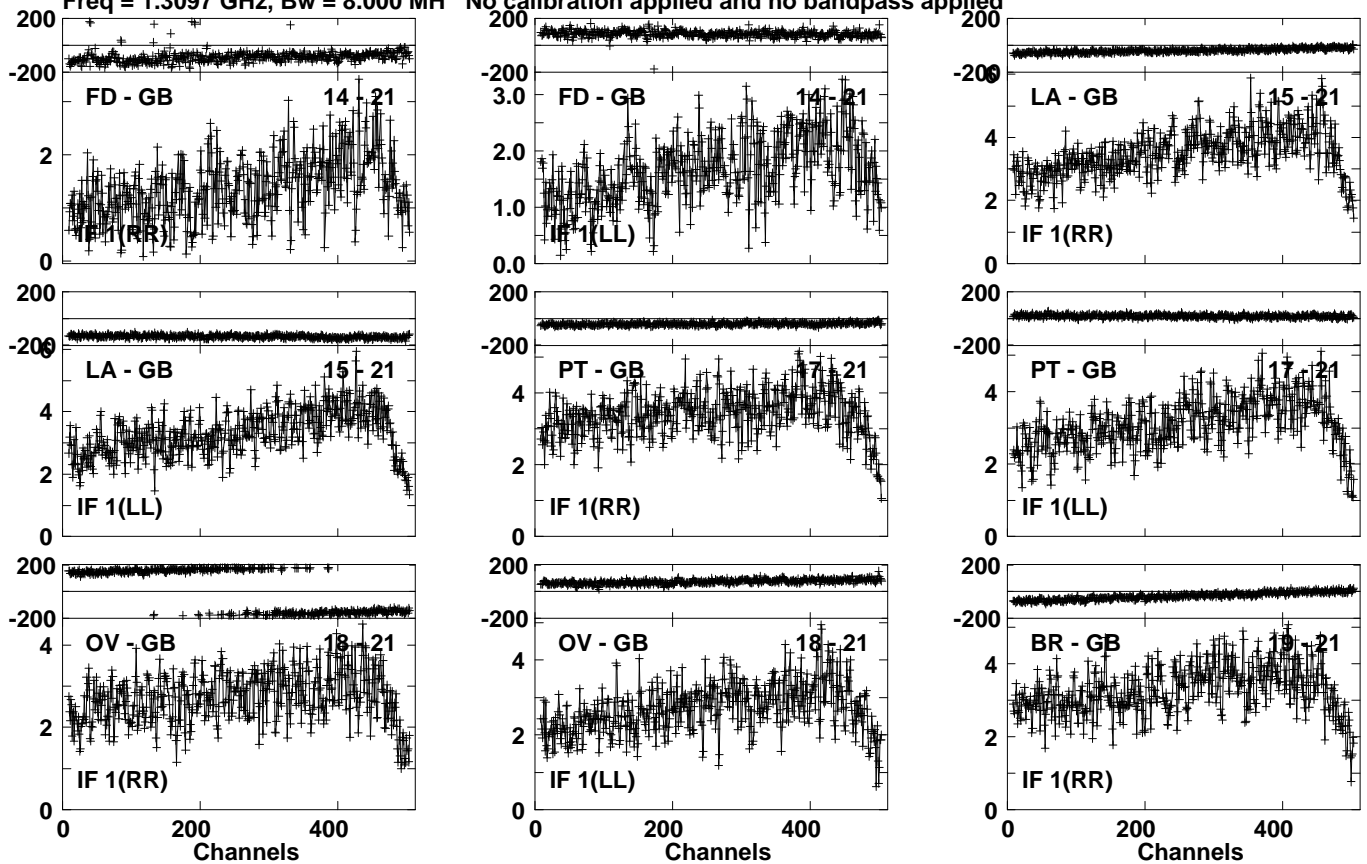 Freq = 1.3097 GHz, Bw = 8.000 MH No calibration applied and no bandpass applied
200 200 200
-200 -200 -200 6
FD - GB 14 - 21 FD - GB 14 - 21 LA - GB 15 - 21
3.0
2 2.0 4
1.0 2
IF 1(RR) IF 1(LL) IF 1(RR)
0 0.0 0
200 200 200
-200 6 -200 -200
LA - GB 15 - 21 PT - GB 17 - 21 PT - GB 17 - 21
4 4 4
2 2 2
IF 1(LL) IF 1(RR) IF 1(LL)
0 0 0
200 200 200
-200 -200 -200
OV - GB 18 - 21 OV - GB 18 - 21 BR - GB 19 - 21
4 4 4
2 2 2
IF 1(RR) IF 1(LL) IF 1(RR)
0 0 0
0 200 400 0 200 400 0 200 400
Channels Channels Channels